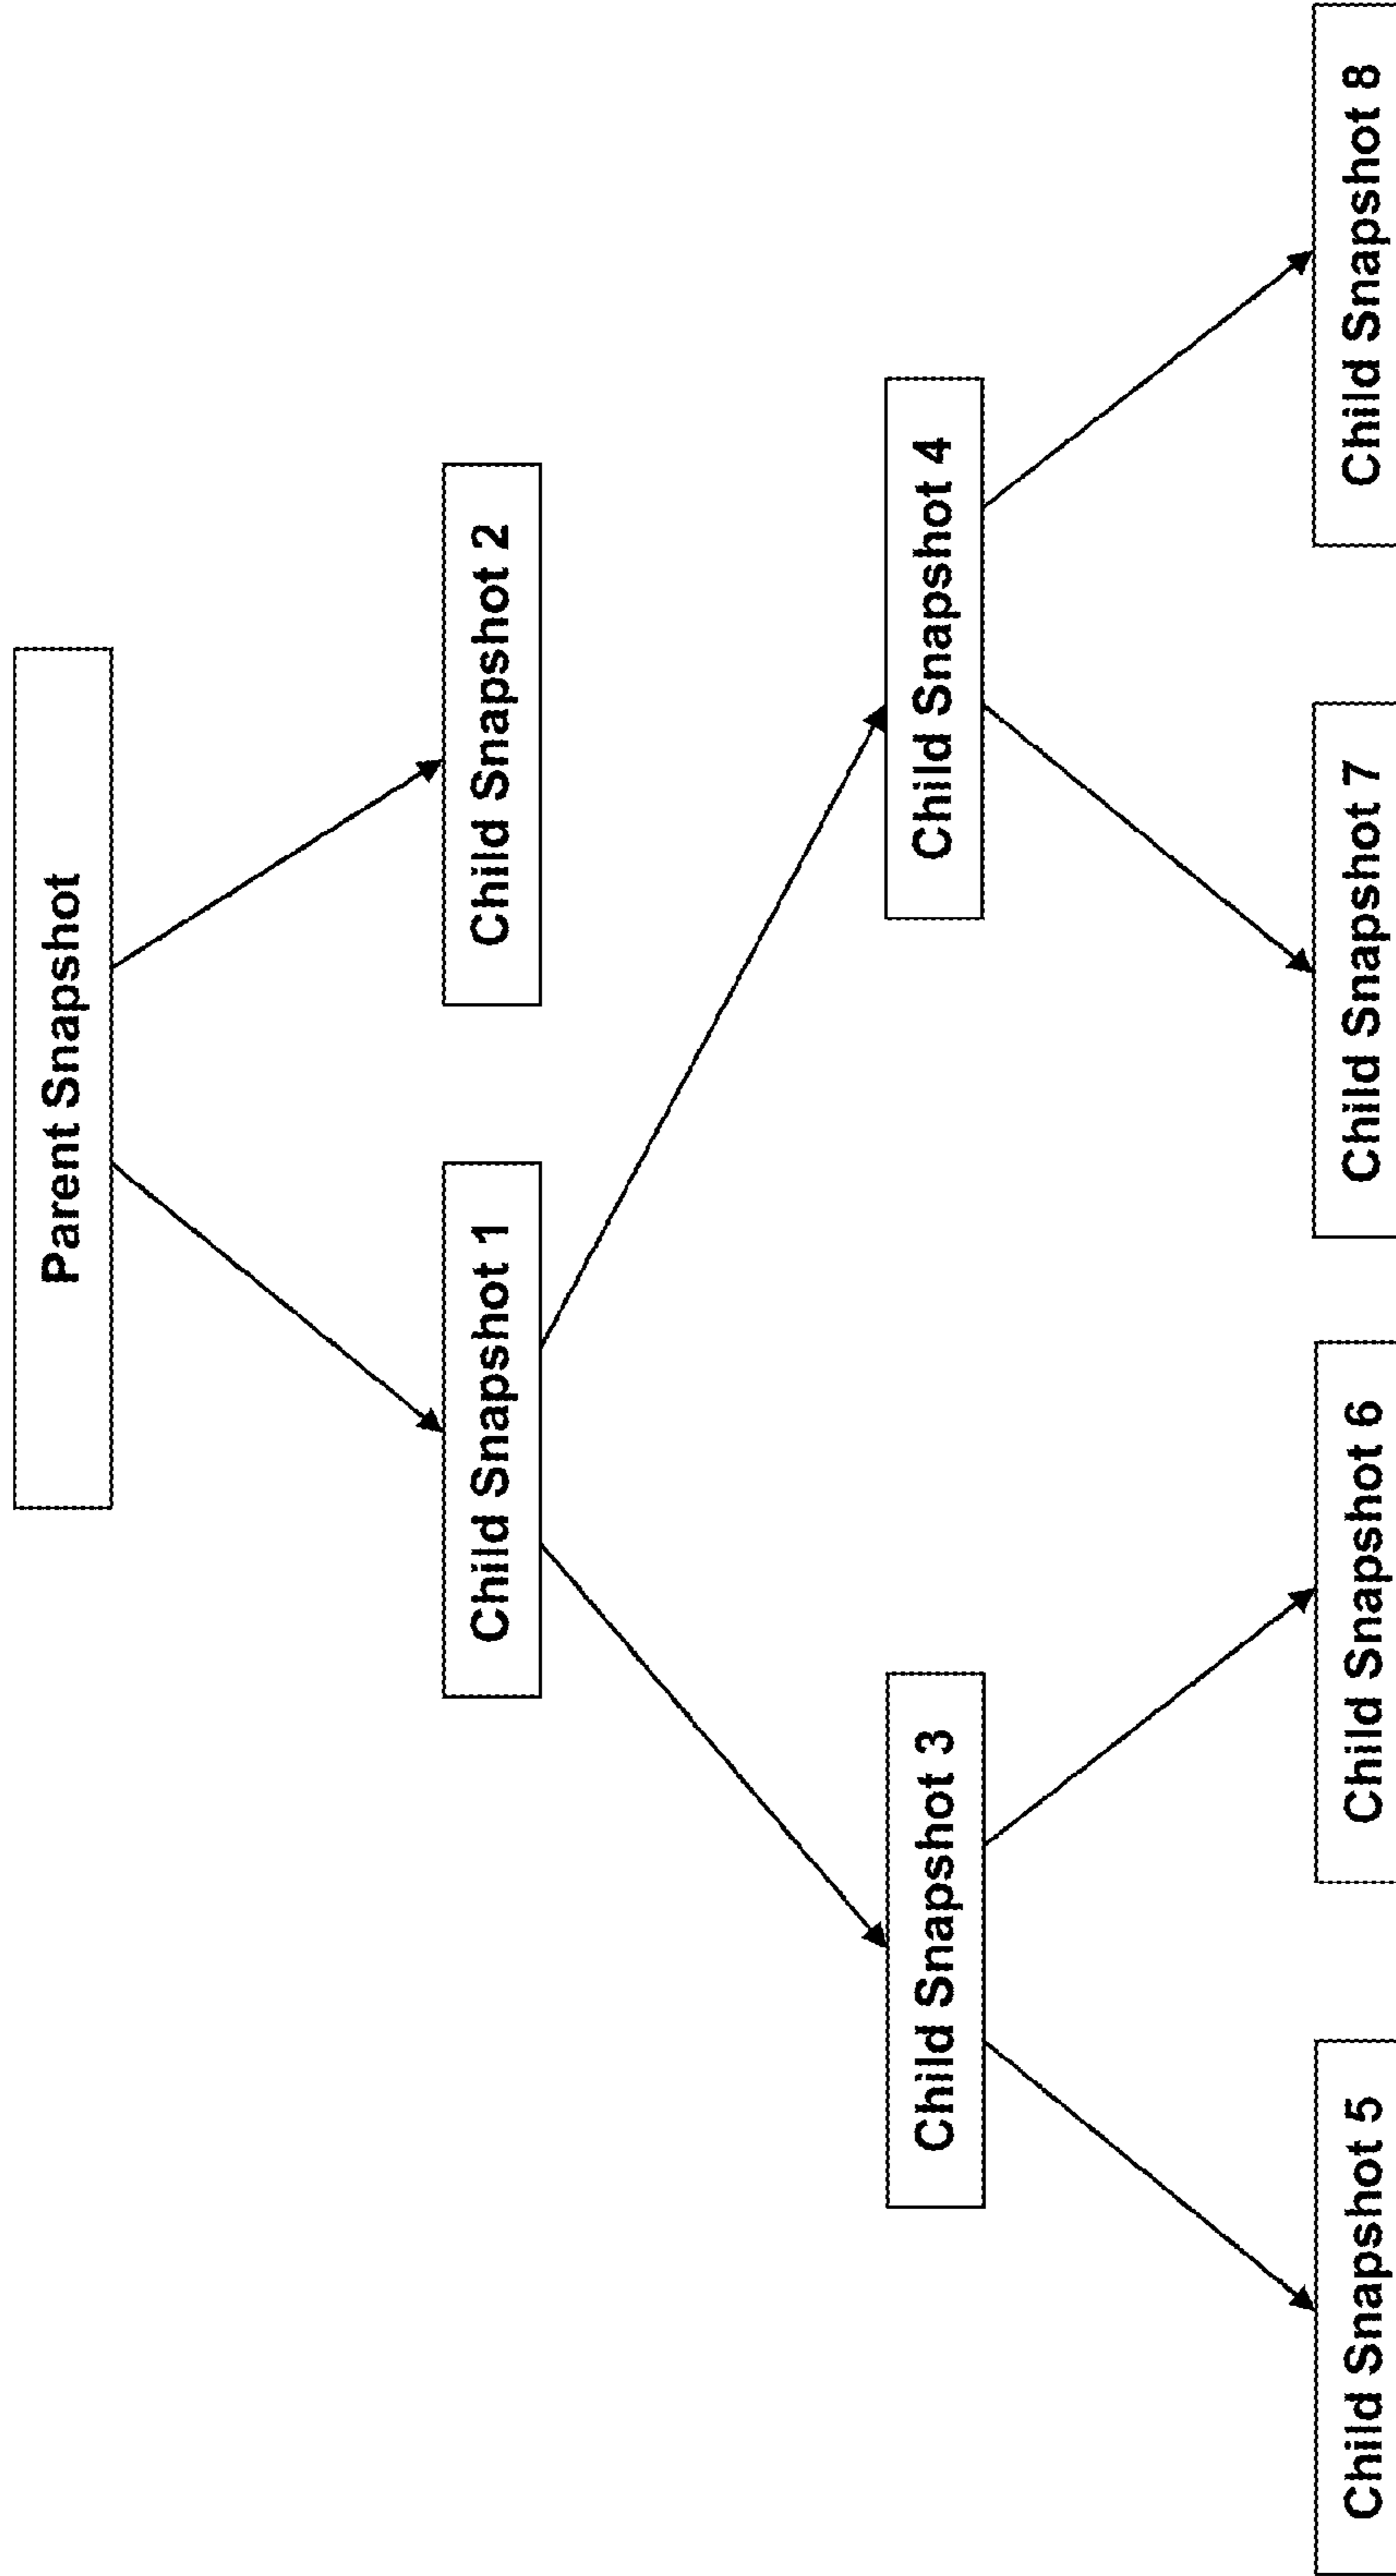 Parent Snapshot
Child Snapshot 1
Child Snapshot 2
Child Snapshot 3
Child Snapshot 4
Child Snapshot 5
Child Snapshot 6
Child Snapshot 7
Child Snapshot 8